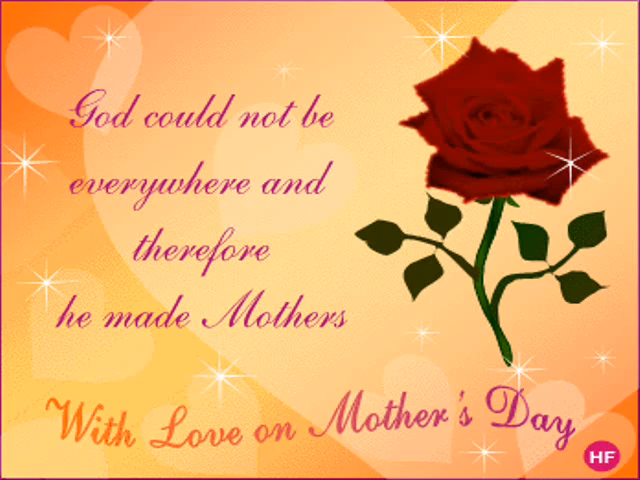 God could not be
everywhere and
therefore
he made Mothers
With Love on Mother's Day
HF